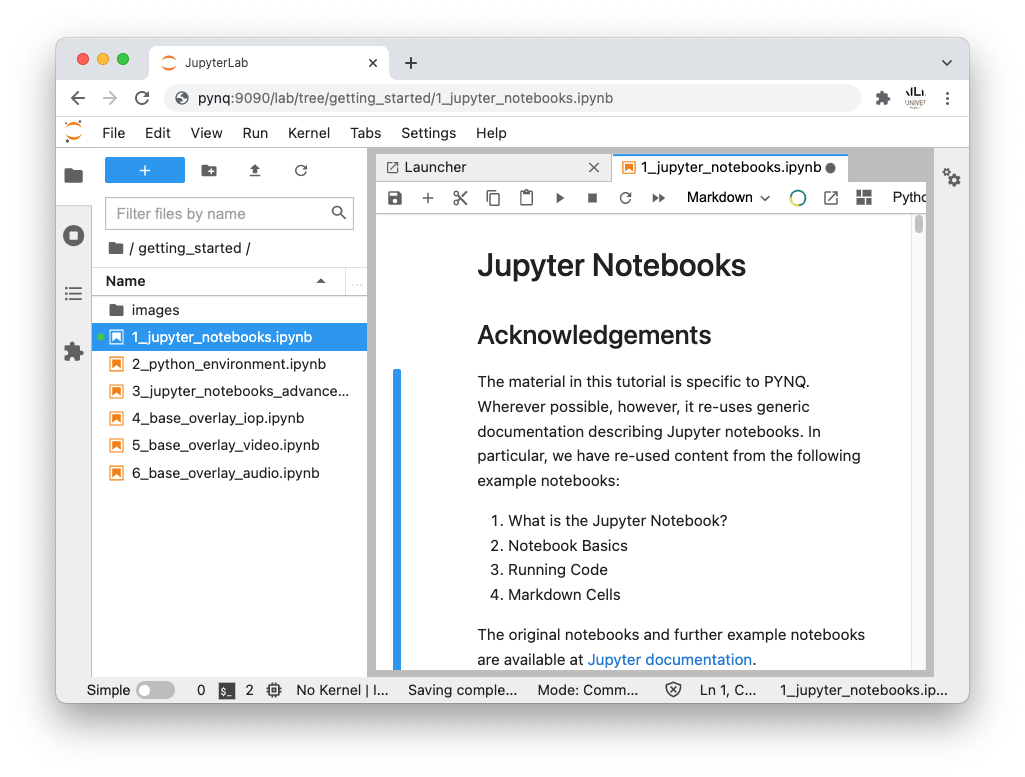 JupyterLab
pynq:9090/lab/tree/getting_started/1_jupyter_notebooks.ipynb
File Edit View Run Kernel Tabs Settings Help
Filter files by name
/ getting_started /
Name
images
1_jupyter_notebooks.ipynb
2_python_environment.ipynb
3_jupyter_notebooks_advance...
4_base_overlay_iop.ipynb
5_base_overlay_video.ipynb
6_base_overlay_audio.ipynb
Launcher
1_jupyter_notebooks.ipynb
Markdown
Pytho
Jupyter Notebooks
Acknowledgements
The material in this tutorial is specific to PYNQ.
Wherever possible, however, it re-uses generic
documentation describing Jupyter notebooks. In
particular, we have re-used content from the following
example notebooks:
1. What is the Jupyter Notebook?
2. Notebook Basics
3. Running Code
4. Markdown Cells
The original notebooks and further example notebooks
are available at Jupyter documentation.
Simple 0 $_ 2 No Kernel | I... Saving comple... Mode: Comm... Ln 1, C... 1_jupyter_notebooks.ip...